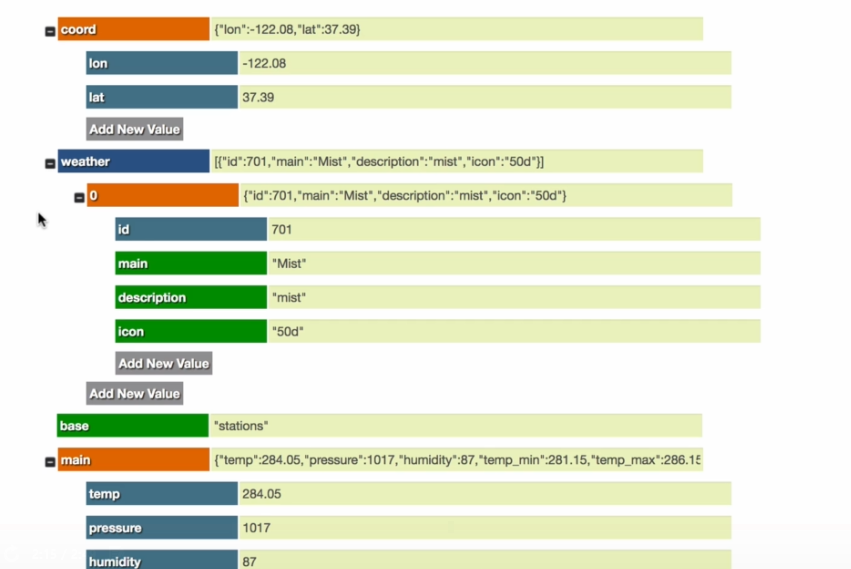 coord {"lon":-122.08,"lat":37.39}
lon -122.08
lat 37.39
Add New Value
weather [{"id":701,"main":"Mist","description":"mist","icon":"50d"}]
0 {"id":701,"main":"Mist","description":"mist","icon":"50d"}
id 701
main "Mist"
description "mist"
icon "50d"
Add New Value
Add New Value
base "stations"
main {"temp":284.05,"pressure":1017,"humidity":87,"temp_min":281.15,"temp_max":286.15
temp 284.05
pressure 1017
humidity 87